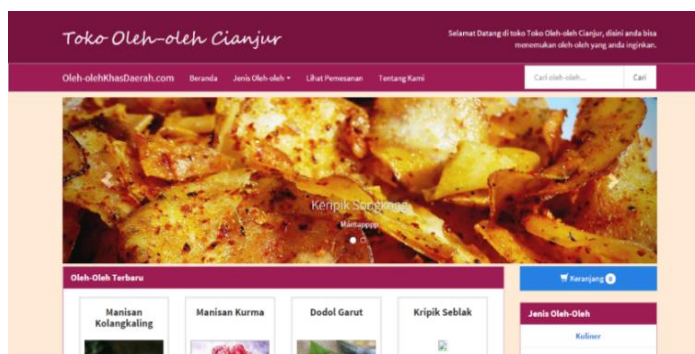 Toko Oleh-oleh Cianjur
Selamat Datang di toko Toko Oleh-oleh Cianjur, disini anda bisa
menemukan oleh-oleh yang anda inginkan.
Oleh-olehKhasDaerah.com Beranda Jenis Oleh-oleh Lihat Pemesanan Tentang Kami Cari oleh-oleh... Cari
Keripik Songkong
Mantapppp
Oleh-Oleh Terbaru
Keranjang 0
Manisan
Kolangkaling
Manisan Kurma
Dodol Garut
Kripik Seblak
Jenis Oleh-Oleh
Kuliner